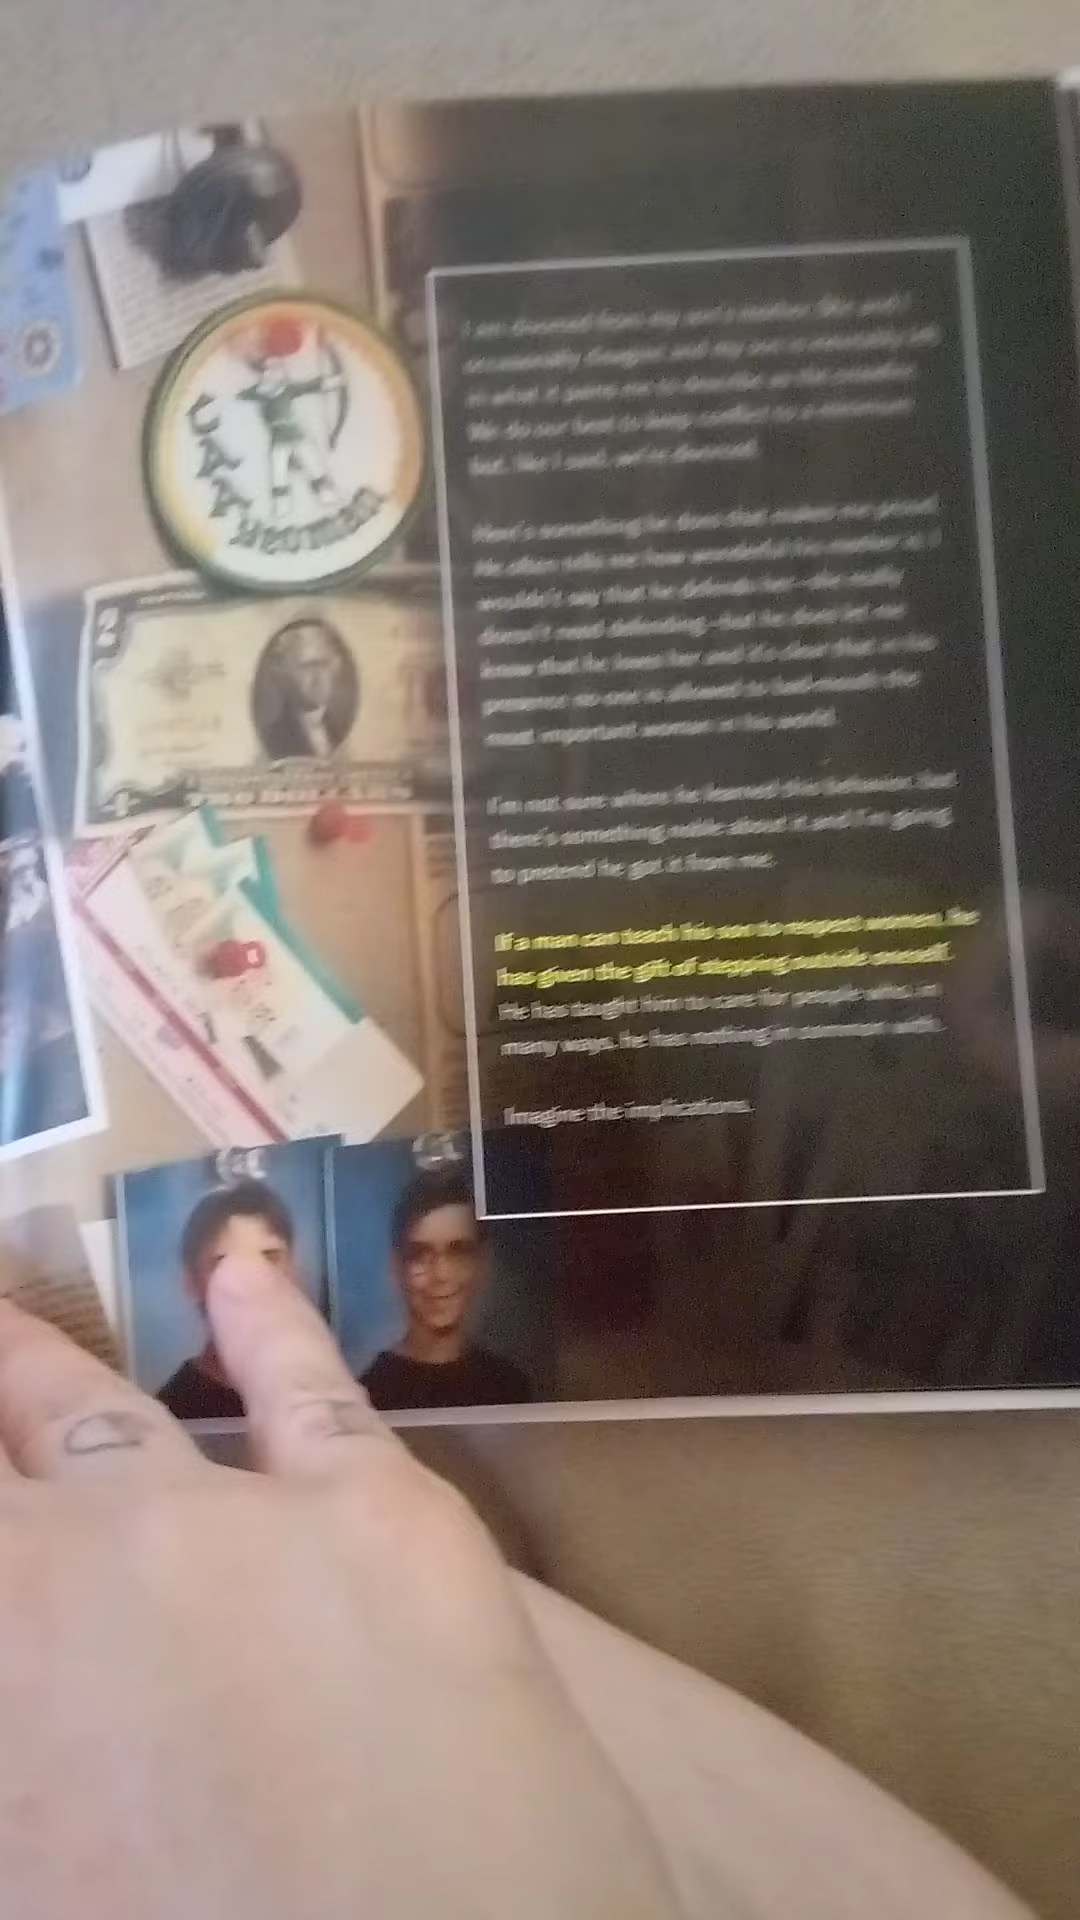 CAA
yeoman
2
TWO DOLLARS
I am divorced from my son's mother. She and I
occasionally disagree and my son is
in what it pains me to describe as the middle.
We do our best to keep conflict to a minimum
but, like I said, we're divorced.
Here's something he does that makes me proud.
He often tells me how wonderful his mother is. I
wouldn't say that he defends her—she really
doesn't need defending—but he does let me
know that he loves her and it's clear that in his
presence no one is allowed to bad-mouth the
most important woman in his world.
I'm not sure where he learned this behavior, but
there's something noble about it and I'm going
to pretend he got it from me.
If a man can teach his son to respect women, he
has given the gift of stepping outside oneself.
He has taught him to care for people who, in
many ways, he has nothing in common with.
Imagine the implications.